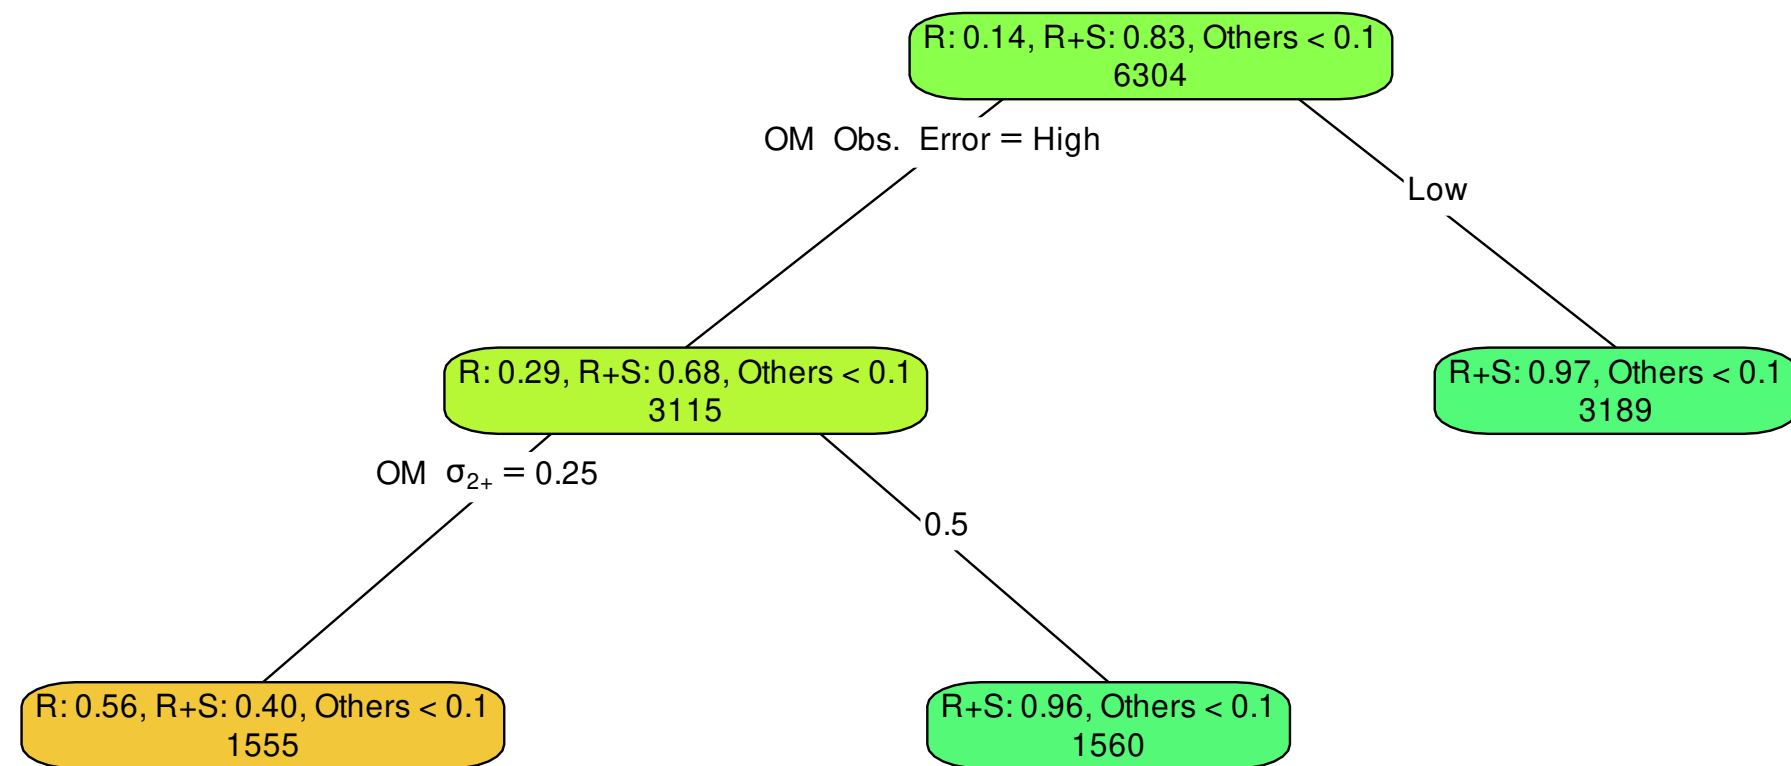 R: 0.14, R+S: 0.83, Others < 0.1
6304
OM Obs. Error = High
Low
R: 0.29, R+S: 0.68, Others < 0.1
3115
R+S: 0.97, Others < 0.1
3189
OM σ₂₊ = 0.25
0.5
R: 0.56, R+S: 0.40, Others < 0.1
1555
R+S: 0.96, Others < 0.1
1560